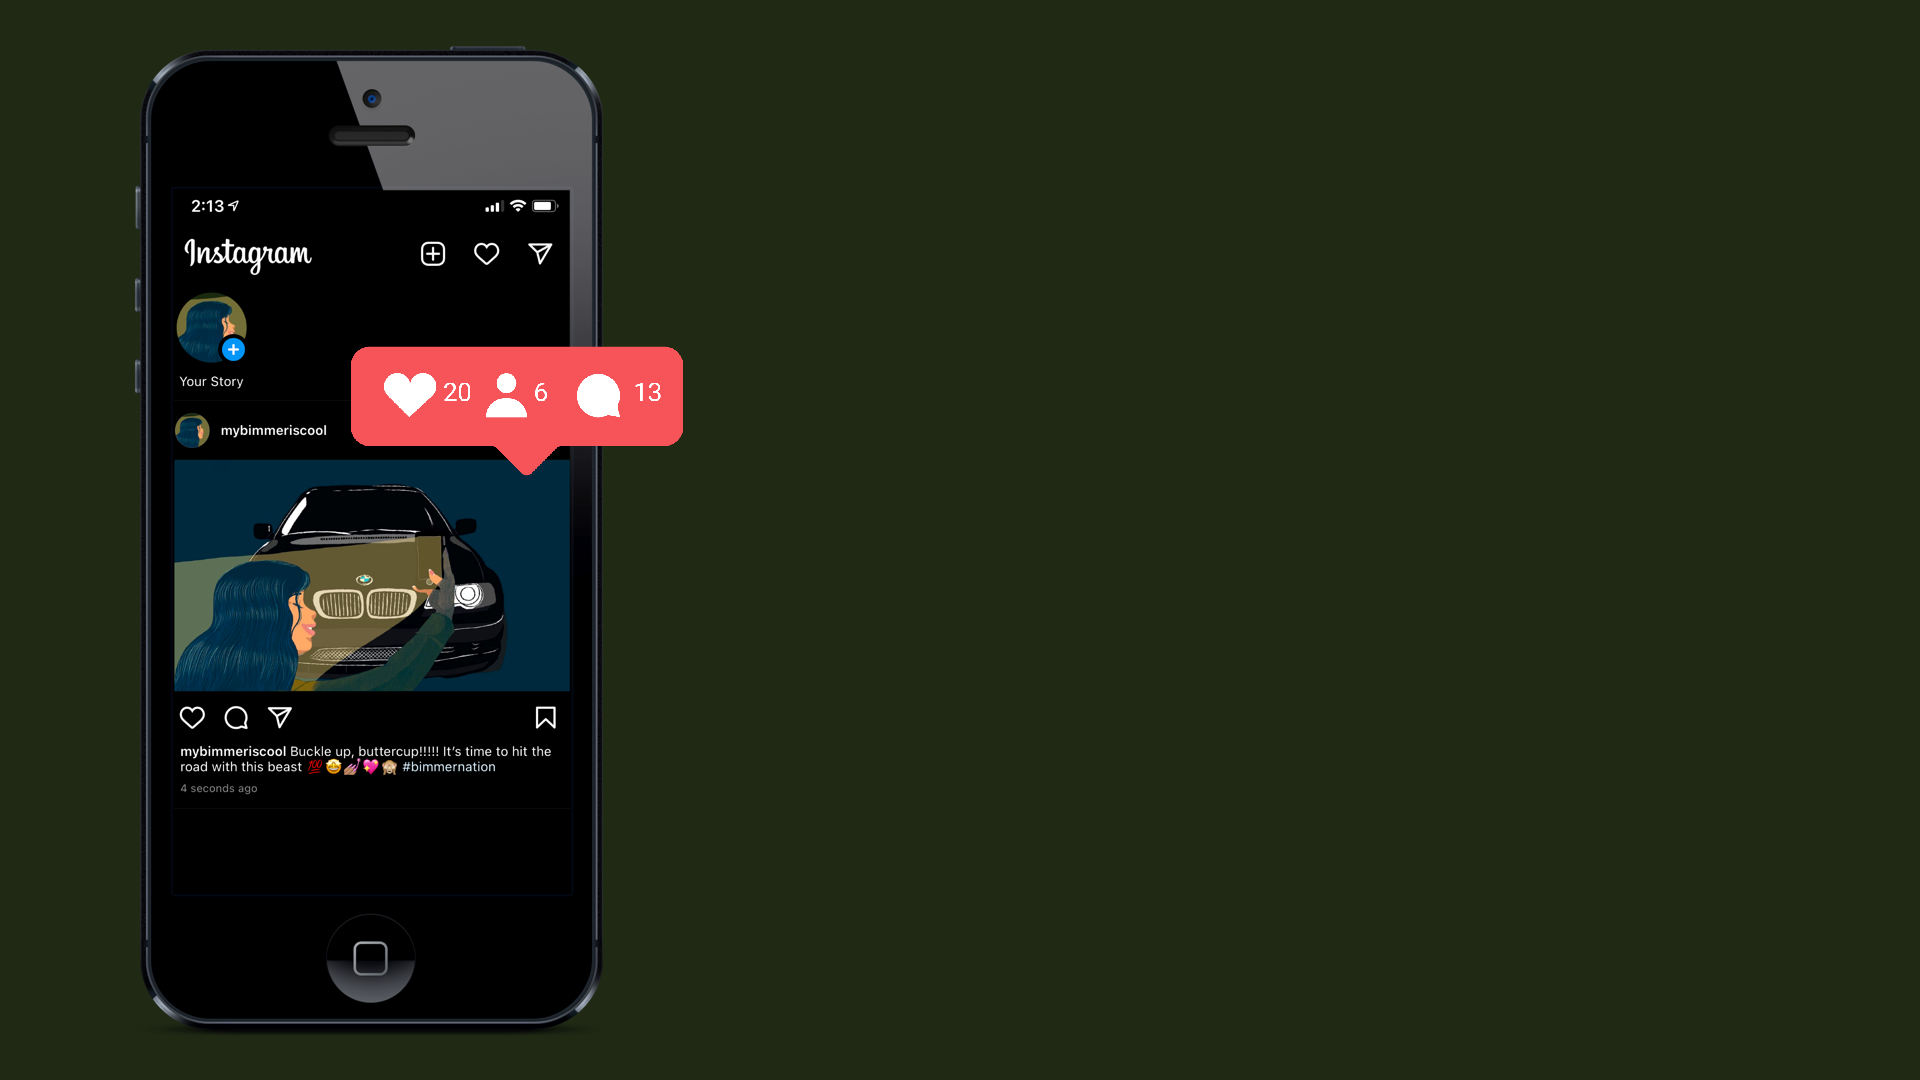 2:13
Instagram
Your Story
20 6 13
mybimmeriscool
mybimmeriscool Buckle up, buttercup!!!!! It's time to hit the
road with this beast 💯🤩💅🏽💖🙈 #bimmernation
4 seconds ago